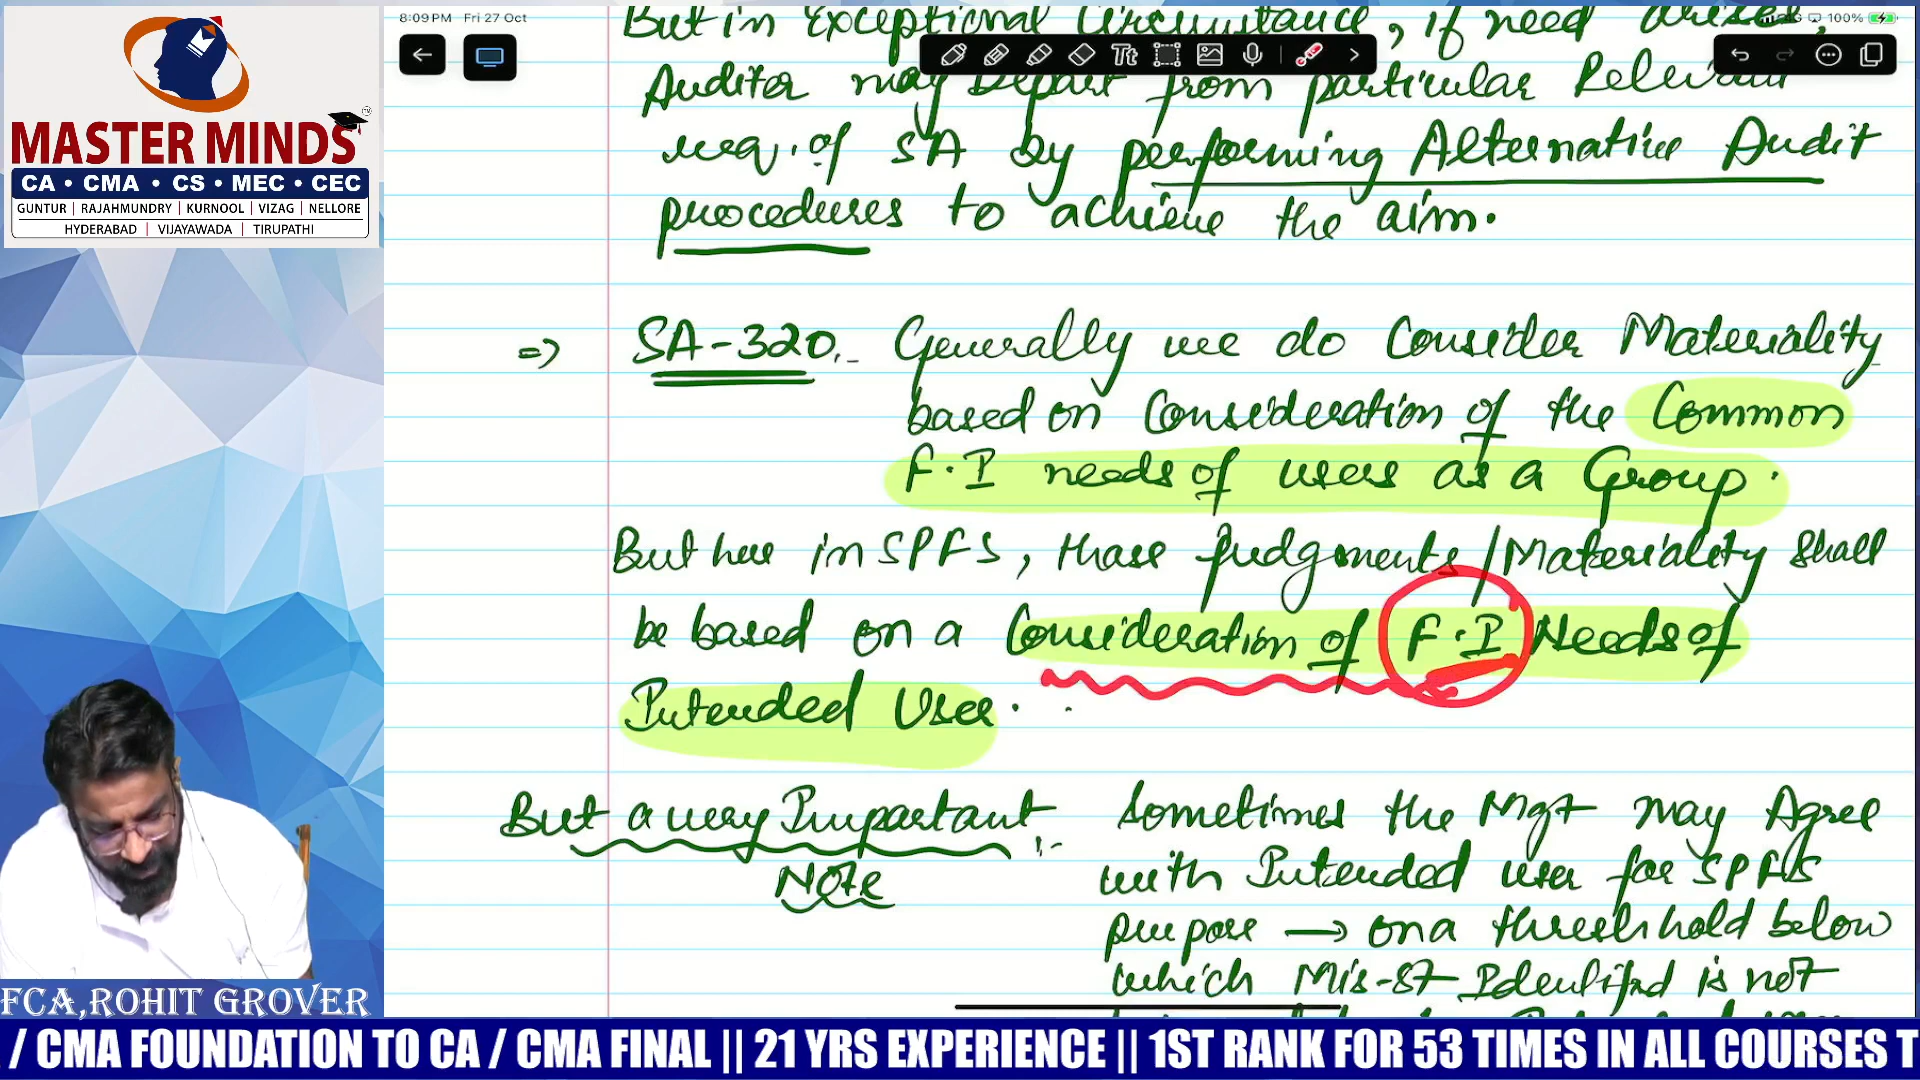 8:09 PM Fri 27 Oct
100%
MASTER MINDS
CA • CMA • CS • MEC • CEC
GUNTUR | RAJAHMUNDRY | KURNOOL | VIZAG | NELLORE
HYDERABAD | VIJAYAWADA | TIRUPATHI
But in Exceptional Circumstance, if need arises,
Auditor may Depart from particular Relevant
req. of SA by performing Alternative Audit
procedures to achieve the aim.
=> SA-320.- Generally we do Consider Materiality
based on Consideration of the Common
F.I needs of users as a Group.
But here in SPFS, those judgments/Materiality shall
be based on a Consideration of F.I Needs of
Intended User.
But a very Important :- Sometimes the Mgt may Agree
Note with Intended user for SPFS
purpose → on a threshold below
which Mis-st Identified is not
FCA,ROHIT GROVER
/ CMA FOUNDATION TO CA / CMA FINAL || 21 YRS EXPERIENCE || 1ST RANK FOR 53 TIMES IN ALL COURSES T